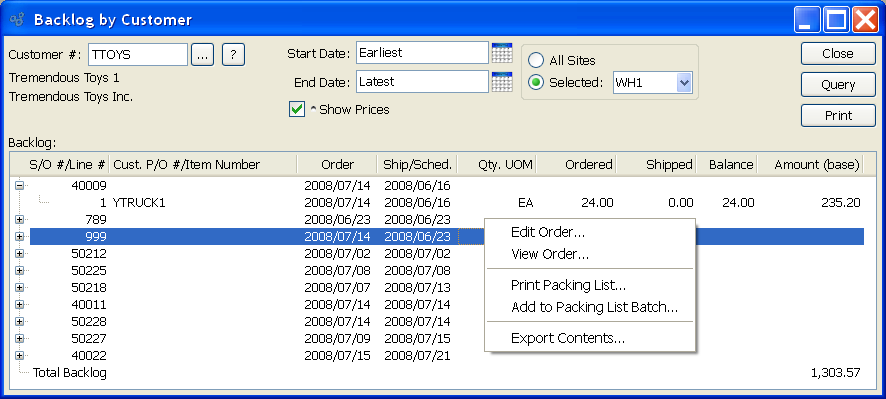 Backlog by Customer
Customer #: TTOYS ... ?
Tremendous Toys 1
Tremendous Toys Inc.
Start Date: Earliest
End Date: Latest
^ Show Prices
All Sites
Selected: WH1
Close
Query
Print
Backlog:
S/O #/Line # Cust. P/O #/Item Number Order Ship/Sched. Qty. UOM Ordered Shipped Balance Amount (base)
40009 2008/07/14 2008/06/16
1 YTRUCK1 2008/07/14 2008/06/16 EA 24.00 0.00 24.00 235.20
789 2008/06/23 2008/06/23
999 2008/07/14 2008/06/23
50212 2008/07/02 2008/07/02
50225 2008/07/08 2008/07/08
50218 2008/07/07 2008/07/13
40011 2008/07/14 2008/07/14
50228 2008/07/14 2008/07/14
50227 2008/07/09 2008/07/15
40022 2008/07/15 2008/07/21
Total Backlog 1,303.57
Edit Order...
View Order...
Print Packing List...
Add to Packing List Batch...
Export Contents...